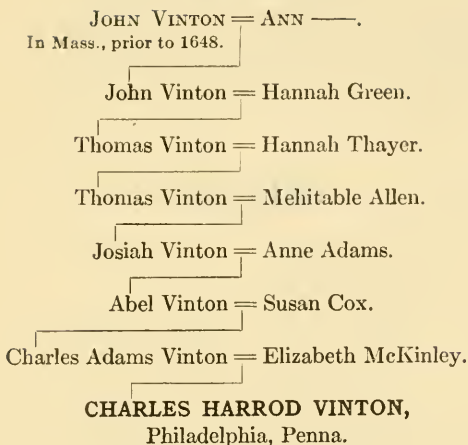 JOHN VINTON = ANN ——.
In Mass., prior to 1648.
John Vinton = Hannah Green.
Thomas Vinton = Hannah Thayer.
Thomas Vinton = Mehitable Allen.
Josiah Vinton = Anne Adams.
Abel Vinton = Susan Cox.
Charles Adams Vinton = Elizabeth McKinley.
CHARLES HARROD VINTON,
Philadelphia, Penna.